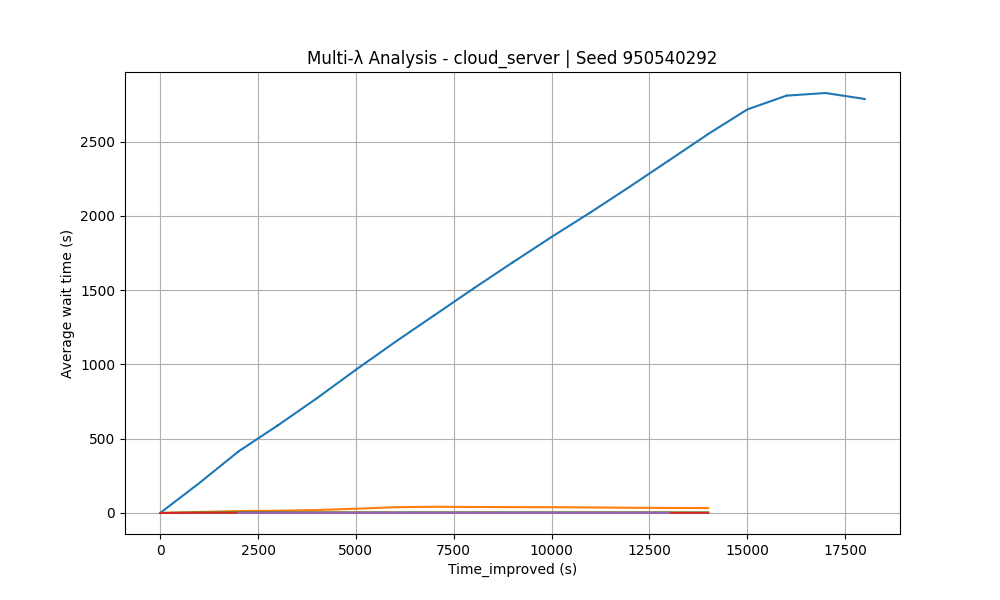 Multi-λ Analysis - cloud_server | Seed 950540292
Average wait time (s)
2500
2000
1500
1000
500
0
0 2500 5000 7500 10000 12500 15000 17500
Time_improved (s)